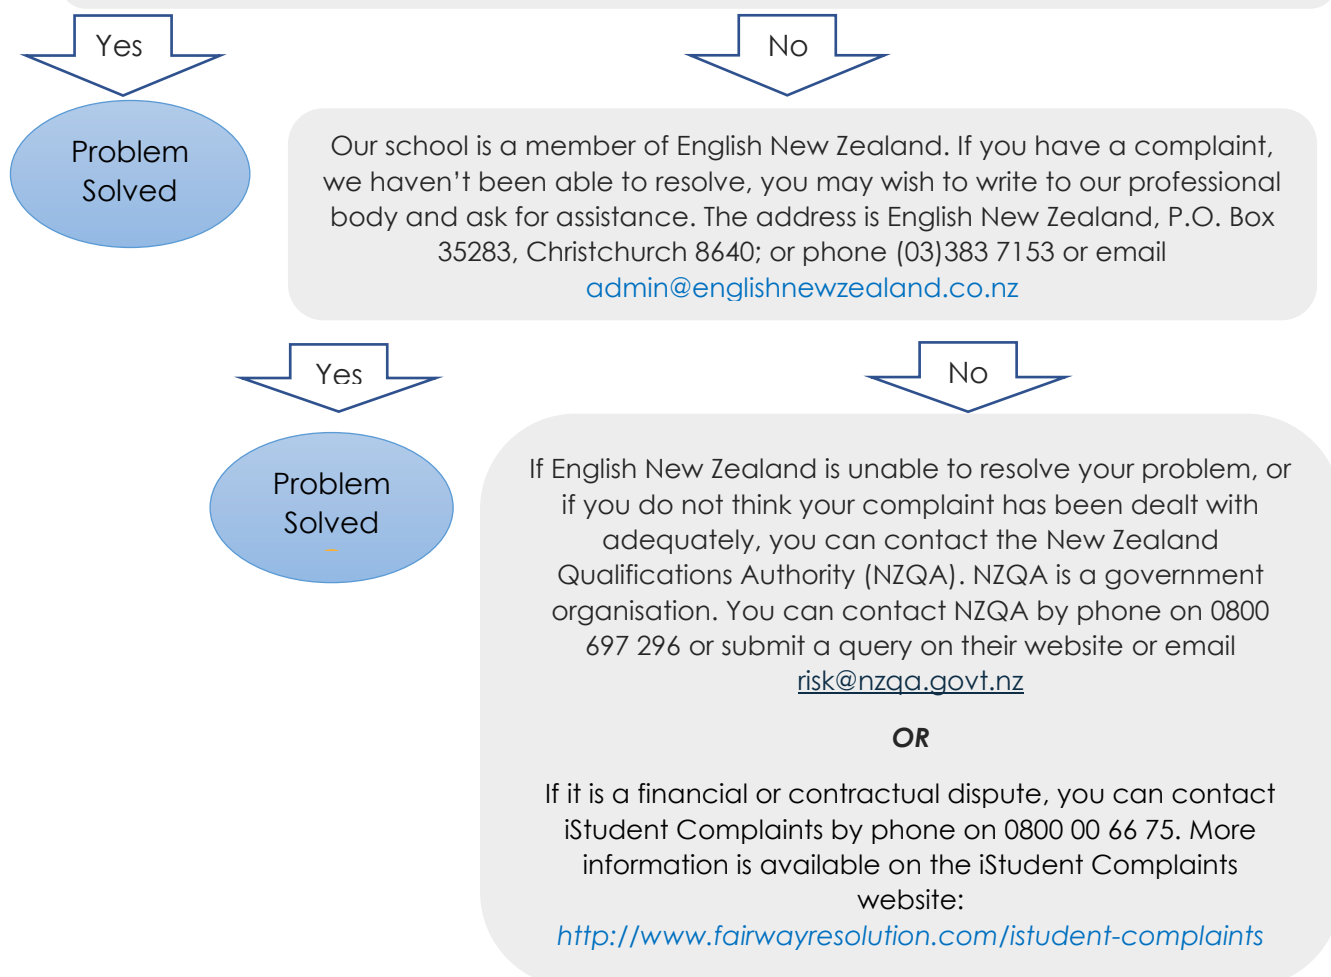 Yes
No
Problem
Solved
Our school is a member of English New Zealand. If you have a complaint,
we haven't been able to resolve, you may wish to write to our professional
body and ask for assistance. The address is English New Zealand, P.O. Box
35283, Christchurch 8640; or phone (03)383 7153 or email
admin@englishnewzealand.co.nz
Yes
No
Problem
Solved
If English New Zealand is unable to resolve your problem, or
if you do not think your complaint has been dealt with
adequately, you can contact the New Zealand
Qualifications Authority (NZQA). NZQA is a government
organisation. You can contact NZQA by phone on 0800
697 296 or submit a query on their website or email
risk@nzqa.govt.nz
OR
If it is a financial or contractual dispute, you can contact
iStudent Complaints by phone on 0800 00 66 75. More
information is available on the iStudent Complaints
website:
http://www.fairwayresolution.com/istudent-complaints